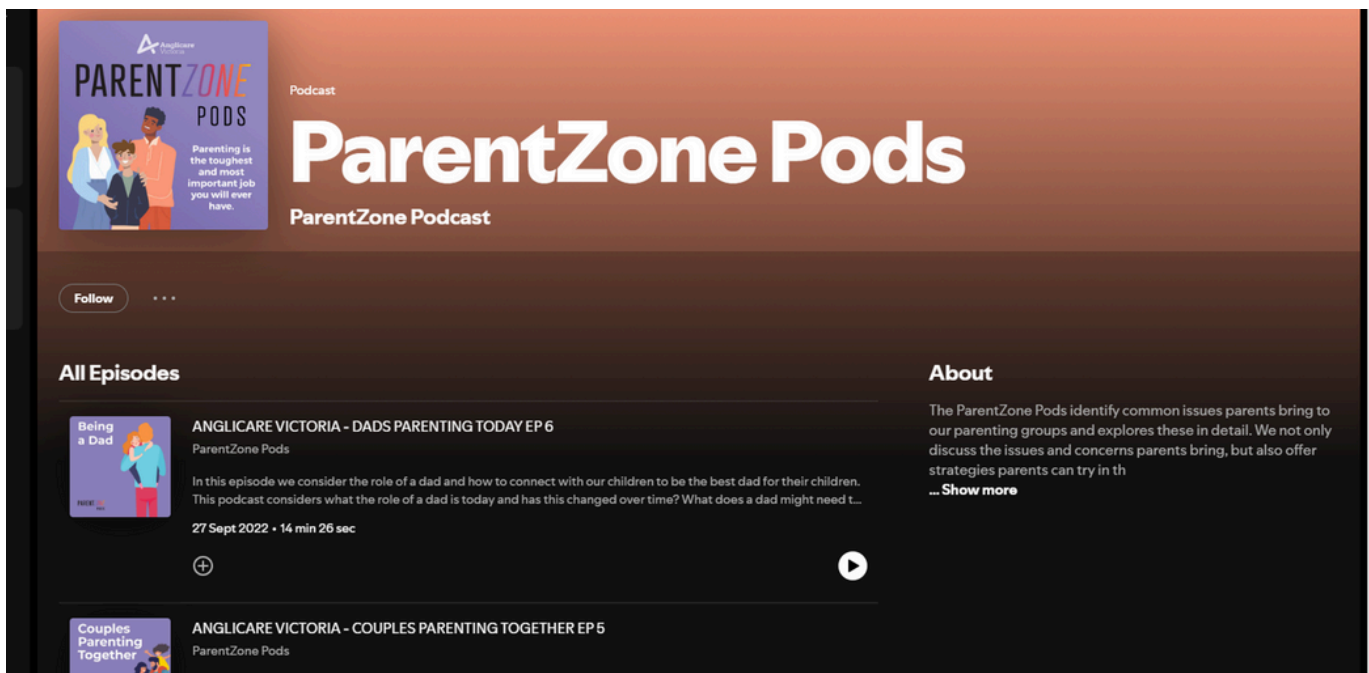 Anglicare
Victoria
PARENTZONE
PODS
Parenting is
the toughest
and most
important job
you will ever
have.
Podcast
ParentZone Pods
ParentZone Podcast
Follow
All Episodes
Being
a Dad
PARENT
ANGLICARE VICTORIA - DADS PARENTING TODAY EP 6
ParentZone Pods
In this episode we consider the role of a dad and how to connect with our children to be the best dad for their children.
This podcast considers what the role of a dad is today and has this changed over time? What does a dad might need t...
27 Sept 2022 • 14 min 26 sec
Couples
Parenting
Together
ANGLICARE VICTORIA - COUPLES PARENTING TOGETHER EP 5
ParentZone Pods
About
The ParentZone Pods identify common issues parents bring to
our parenting groups and explores these in detail. We not only
discuss the issues and concerns parents bring, but also offer
strategies parents can try in th
... Show more